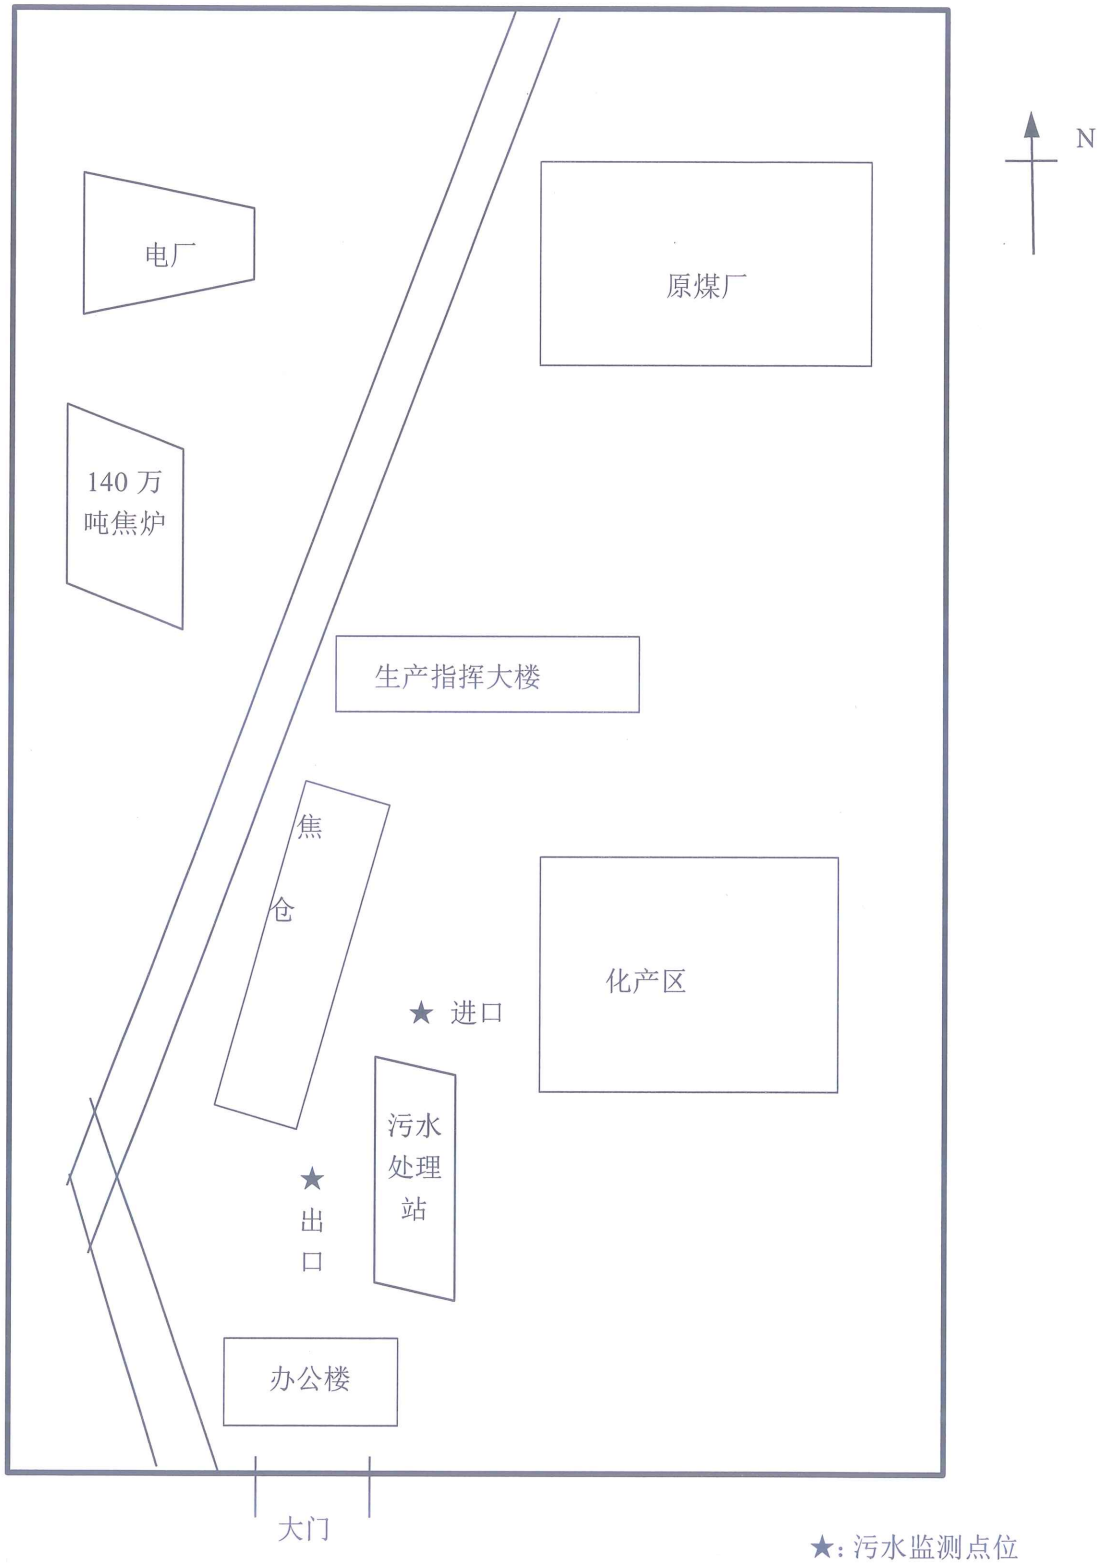 N
电厂
原煤厂
140 万
吨焦炉
生产指挥大楼
焦
仓
化产区
★ 进口
污水
处理
站
★
出
口
办公楼
大门
★: 污水监测点位